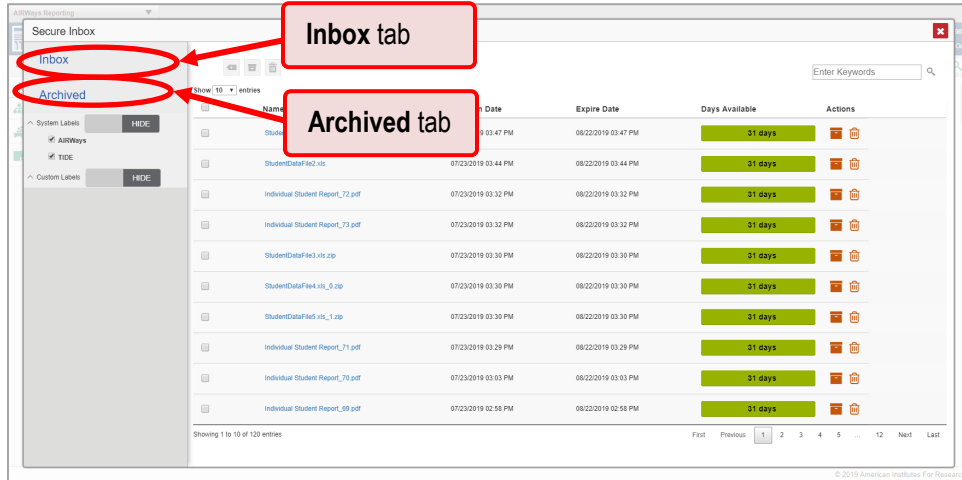 AIRWays Reporting
Secure Inbox
Inbox tab
Inbox
Enter Keywords
Archived
Show 10 entries
Archived tab
Name Date Expire Date Days Available Actions
System Labels HIDE
AIRWays
TIDE
Custom Labels HIDE
9 03:47 PM 08/22/2019 03:47 PM 31 days
StudentDataFile2.xls 07/23/2019 03:44 PM 08/22/2019 03:44 PM 31 days
Individual Student Report_72.pdf 07/23/2019 03:32 PM 08/22/2019 03:32 PM 31 days
Individual Student Report_73.pdf 07/23/2019 03:32 PM 08/22/2019 03:32 PM 31 days
StudentDataFile3.xls.zip 07/23/2019 03:30 PM 08/22/2019 03:30 PM 31 days
StudentDataFile4.xls_0.zip 07/23/2019 03:30 PM 08/22/2019 03:30 PM 31 days
StudentDataFile5.xls_1.zip 07/23/2019 03:30 PM 08/22/2019 03:30 PM 31 days
Individual Student Report_71.pdf 07/23/2019 03:29 PM 08/22/2019 03:29 PM 31 days
Individual Student Report_70.pdf 07/23/2019 03:03 PM 08/22/2019 03:03 PM 31 days
Individual Student Report_69.pdf 07/23/2019 02:58 PM 08/22/2019 02:58 PM 31 days
Showing 1 to 10 of 120 entries First Previous 1 2 3 4 5 ... 12 Next Last
© 2019 American Institutes For Researc